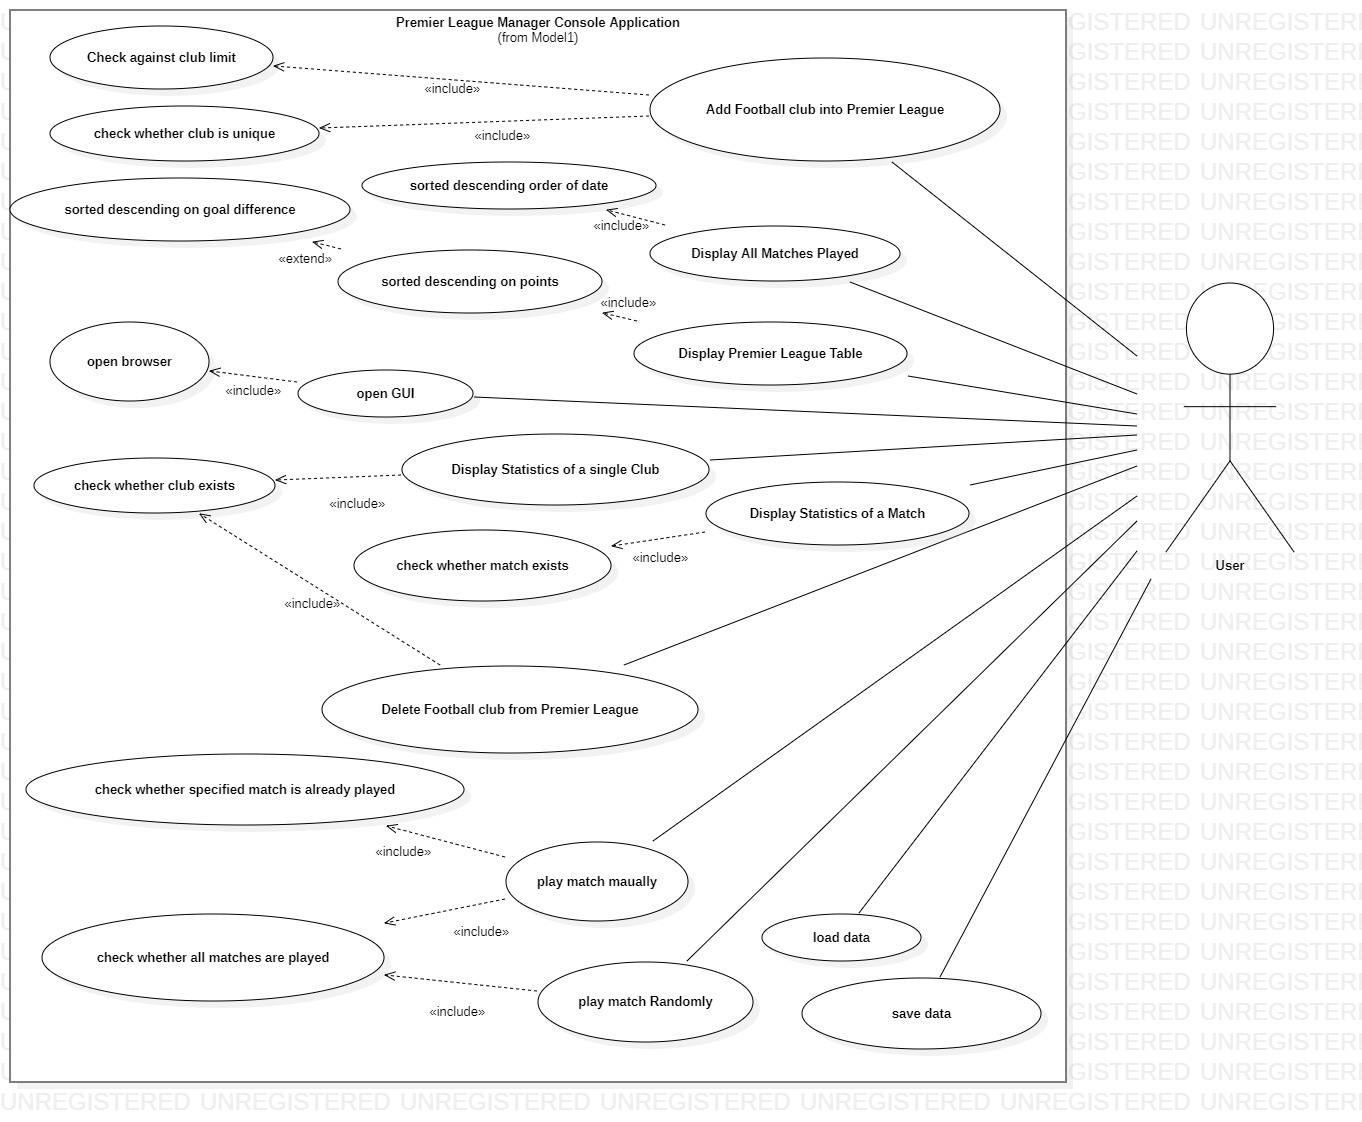 Premier League Manager Console Application
(from Model1)
Check against club limit
«include»
Add Football club into Premier League
check whether club is unique
«include»
sorted descending order of date
sorted descending on goal difference
«include»
Display All Matches Played
«extend»
sorted descending on points
«include»
Display Premier League Table
open browser
«include»
open GUI
Display Statistics of a single Club
check whether club exists
«include»
Display Statistics of a Match
check whether match exists
«include»
User
«include»
Delete Football club from Premier League
check whether specified match is already played
«include»
play match maually
«include»
check whether all matches are played
load data
«include»
play match Randomly
save data
UNREGISTERED UNREGISTERED UNREGISTERED UNREGISTERED UNREGISTERED UNREGISTERED UNREGISTERI